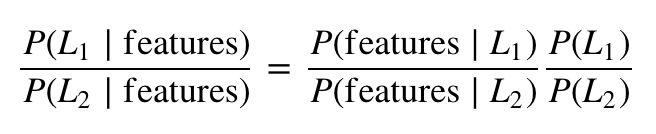 P(L₁ | features) / P(L₂ | features) = P(features | L₁) / P(features | L₂) P(L₁) / P(L₂)